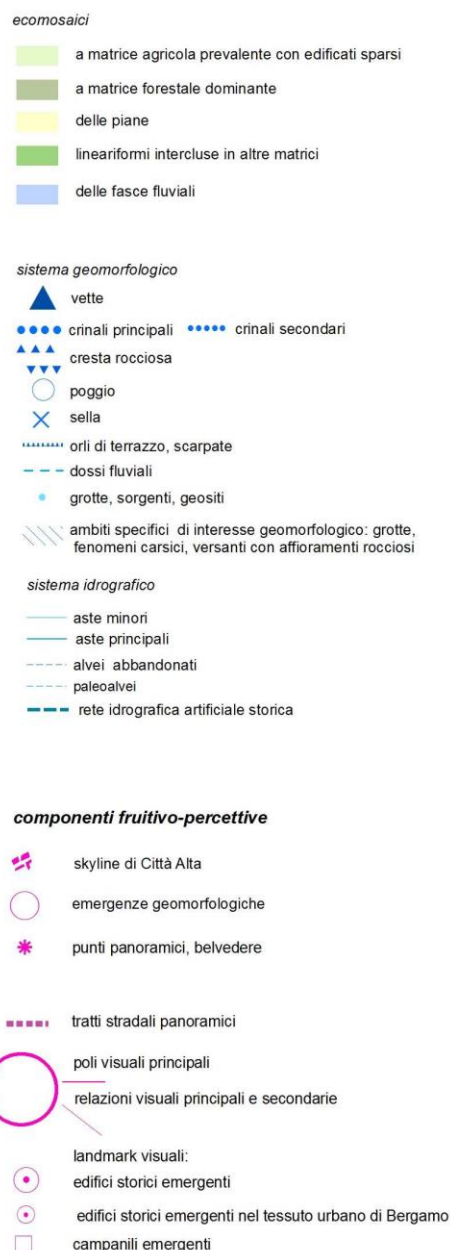 ecomosaici
a matrice agricola prevalente con edificati sparsi
a matrice forestale dominante
delle piane
lineariformi intercluse in altre matrici
delle fasce fluviali
sistema geomorfologico
vette
crinali principali crinali secondari
cresta rocciosa
poggio
sella
orli di terrazzo, scarpate
dossi fluviali
grotte, sorgenti, geositi
ambiti specifici di interesse geomorfologico: grotte,
fenomeni carsici, versanti con affioramenti rocciosi
sistema idrografico
aste minori
aste principali
alvei abbandonati
paleoalvei
rete idrografica artificiale storica
componenti fruitivo-percettive
skyline di Città Alta
emergenze geomorfologiche
punti panoramici, belvedere
tratti stradali panoramici
poli visuali principali
relazioni visuali principali e secondarie
landmark visuali:
edifici storici emergenti
edifici storici emergenti nel tessuto urbano di Bergamo
campanili emergenti